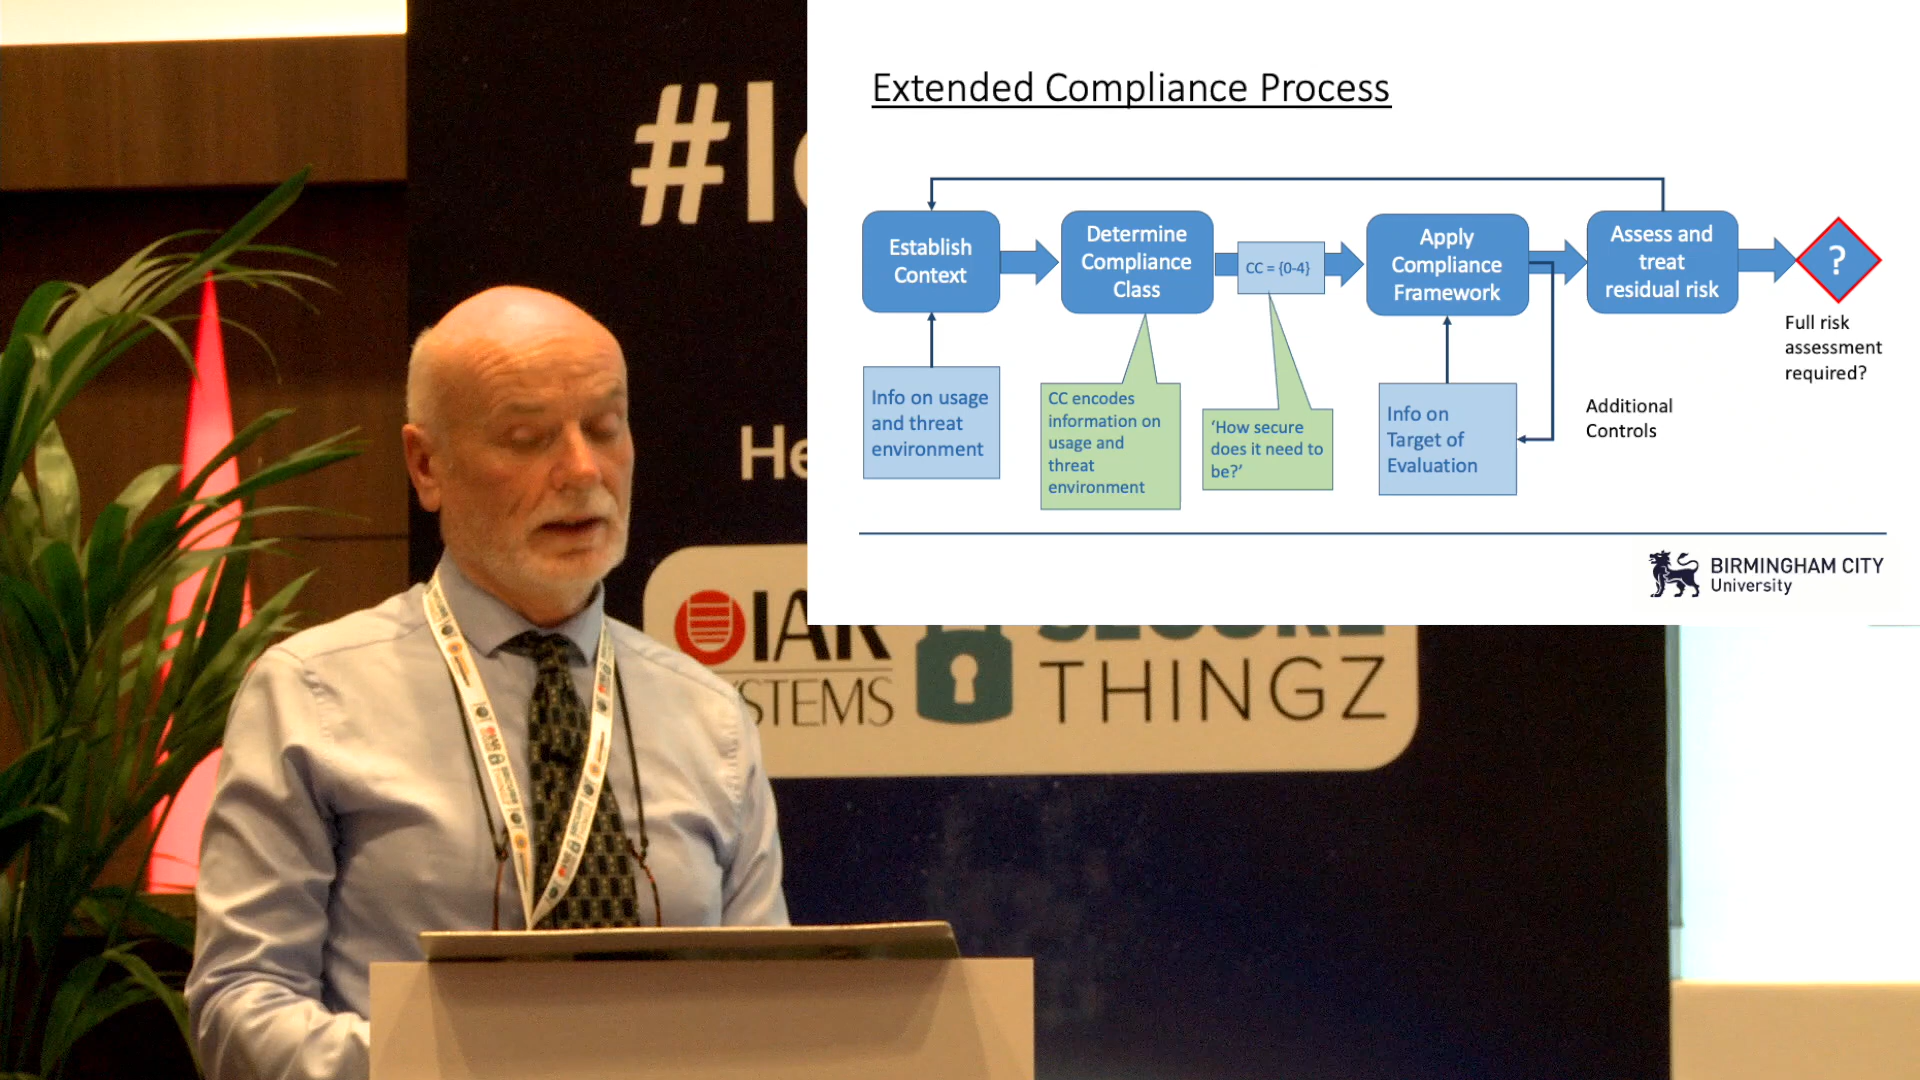 Extended Compliance Process
Establish
Context
Determine
Compliance
Class
CC = {0-4}
Apply
Compliance
Framework
Assess and
treat
residual risk
?
Full risk
assessment
required?
Info on usage
and threat
environment
CC encodes
information on
usage and
threat
environment
‘How secure
does it need to
be?’
Info on
Target of
Evaluation
Additional
Controls
BIRMINGHAM CITY
University
IAR
SYSTEMS
SECURE
THINGZ